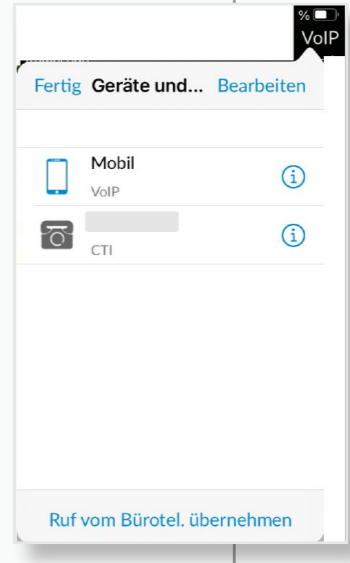 %
VoIP
Fertig Geräte und... Bearbeiten
Mobil
VoIP
CTI
Ruf vom Bürotel. übernehmen